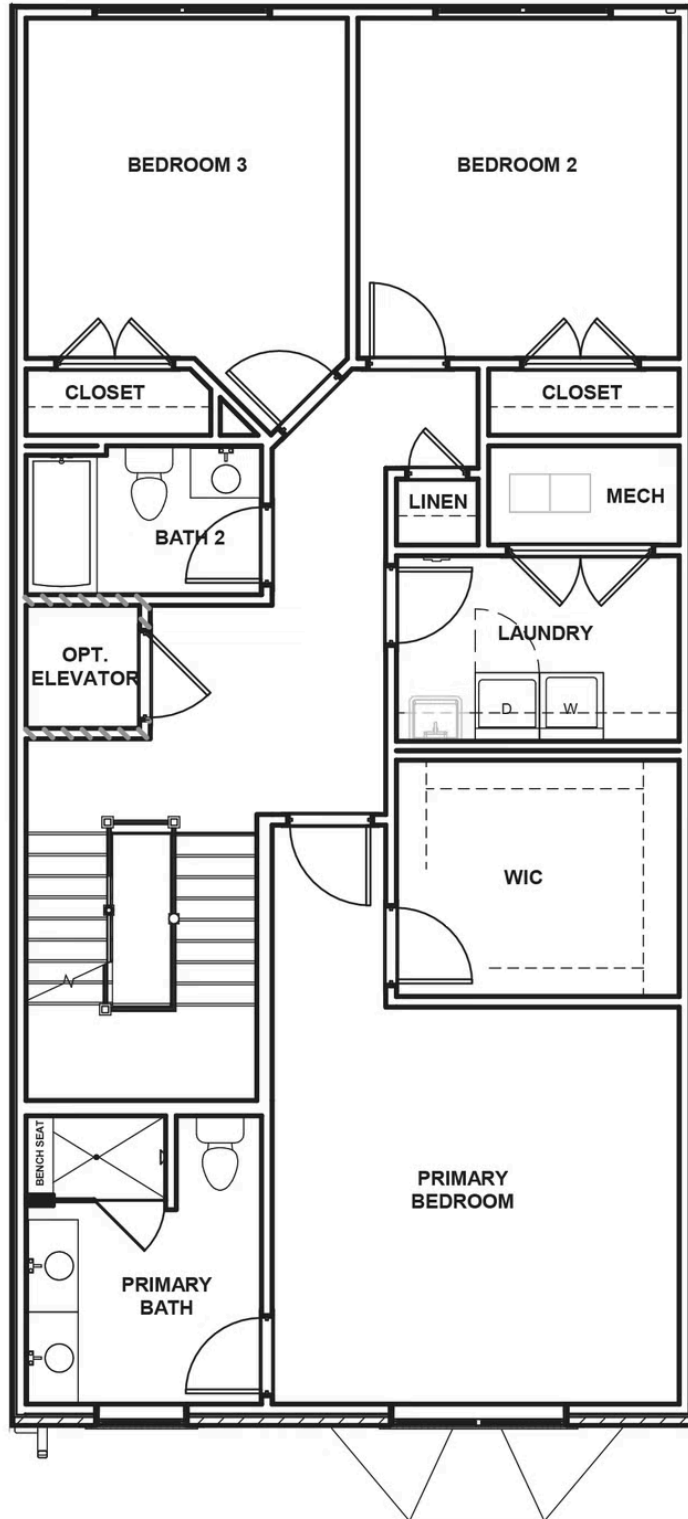 BEDROOM 3
BEDROOM 2
CLOSET
CLOSET
LINEN
MECH
BATH 2
LAUNDRY
OPT.
ELEVATOR
D
W
WIC
BENCH SEAT
PRIMARY
BEDROOM
PRIMARY
BATH